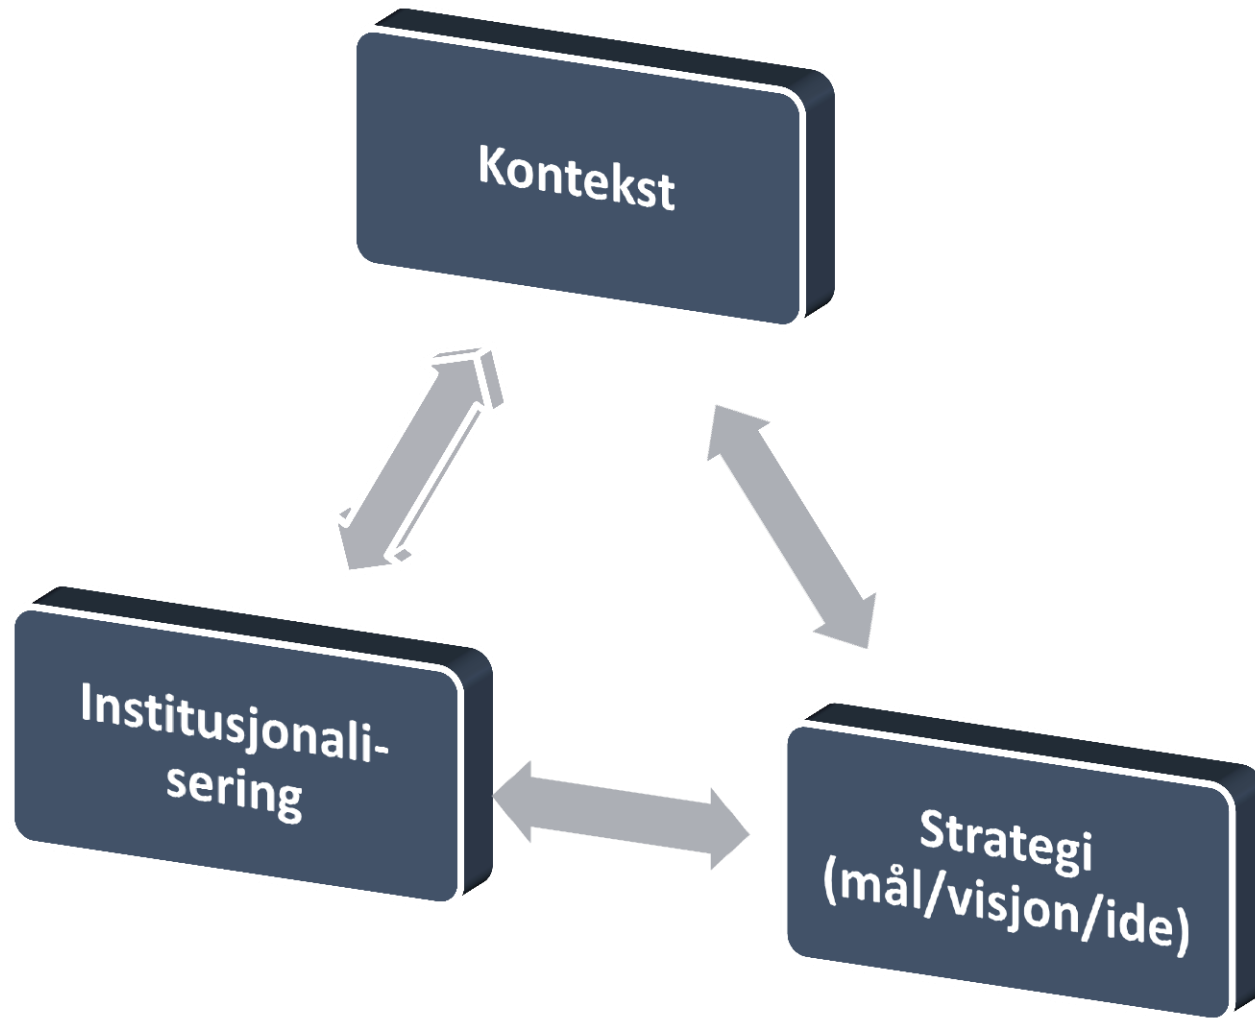 Kontekst
Institusjonali-
sering
Strategi
(mål/visjon/ide)